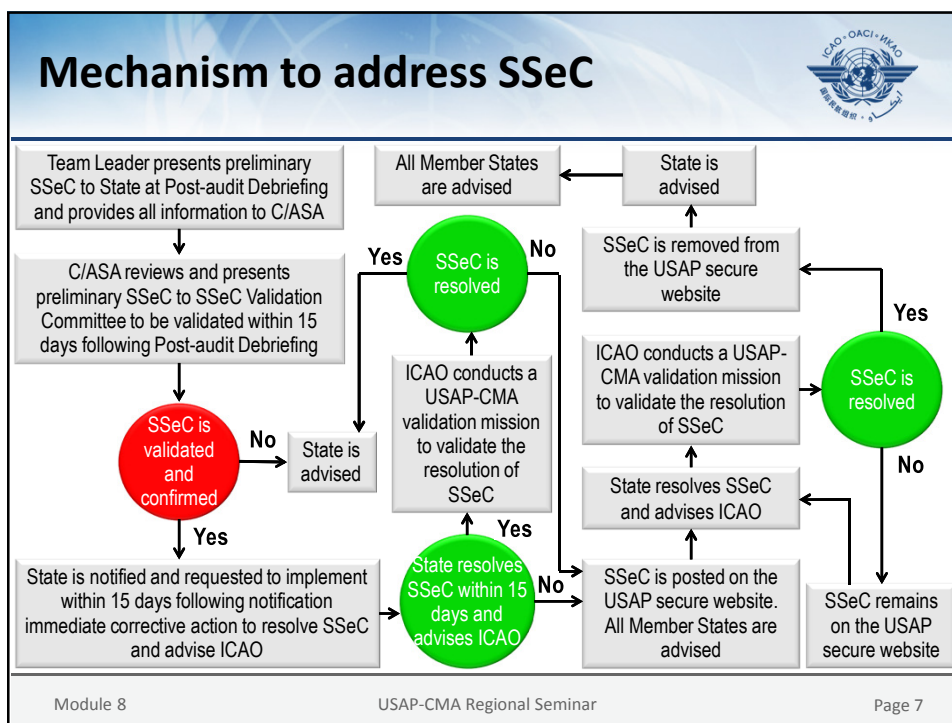 Mechanism to address SSeC
ICAO · OACI · ИКАО
Team Leader presents preliminary
SSeC to State at Post-audit Debriefing
and provides all information to C/ASA
C/ASA reviews and presents
preliminary SSeC to SSeC Validation
Committee to be validated within 15
days following Post-audit Debriefing
SSeC is
validated
and
confirmed
No
State is
advised
Yes
State is notified and requested to implement
within 15 days following notification
immediate corrective action to resolve SSeC
and advise ICAO
State resolves
SSeC within 15
days and
advises ICAO
Yes
No
ICAO conducts a
USAP-CMA
validation mission
to validate the
resolution of
SSeC
SSeC is
resolved
Yes
No
SSeC is posted on the
USAP secure website.
All Member States are
advised
State resolves SSeC
and advises ICAO
ICAO conducts a USAP-
CMA validation mission
to validate the resolution
of SSeC
SSeC is
resolved
Yes
No
SSeC is removed from
the USAP secure
website
State is
advised
All Member States
are advised
SSeC remains
on the USAP
secure website
Module 8
USAP-CMA Regional Seminar
Page 7